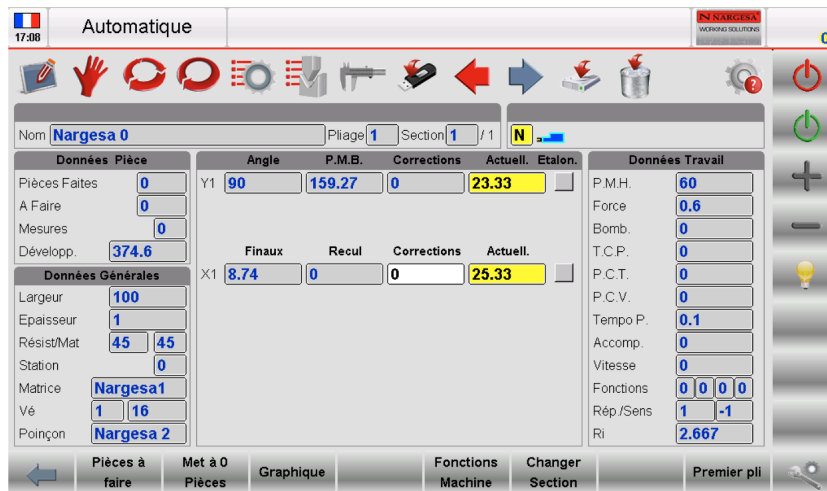 17:08 Automatique N NARGESA WORKING SOLUTIONS
Nom Nargesa 0 Pliage 1 Section 1 / 1 N
Données Pièce
Pièces Faites 0
A Faire 0
Mesures 0
Développ. 374.6
Données Générales
Largeur 100
Epaisseur 1
Résist/Mat 45 45
Station 0
Matrice Nargesa1
Vé 1 16
Poinçon Nargesa 2
Angle P.M.B. Corrections Actuell. Etalon.
Y1 90 159.27 0 23.33
Finaux Recul Corrections Actuell.
X1 8.74 0 0 25.33
Données Travail
P.M.H. 60
Force 0.6
Bomb. 0
T.C.P. 0
P.C.T. 0
P.C.V. 0
Tempo P. 0.1
Accomp. 0
Vitesse 0
Fonctions 0 0 0 0
Rép./Sens 1 -1
Ri 2.667
Pièces à faire
Met à 0 Pièces
Graphique
Fonctions Machine
Changer Section
Premier pli